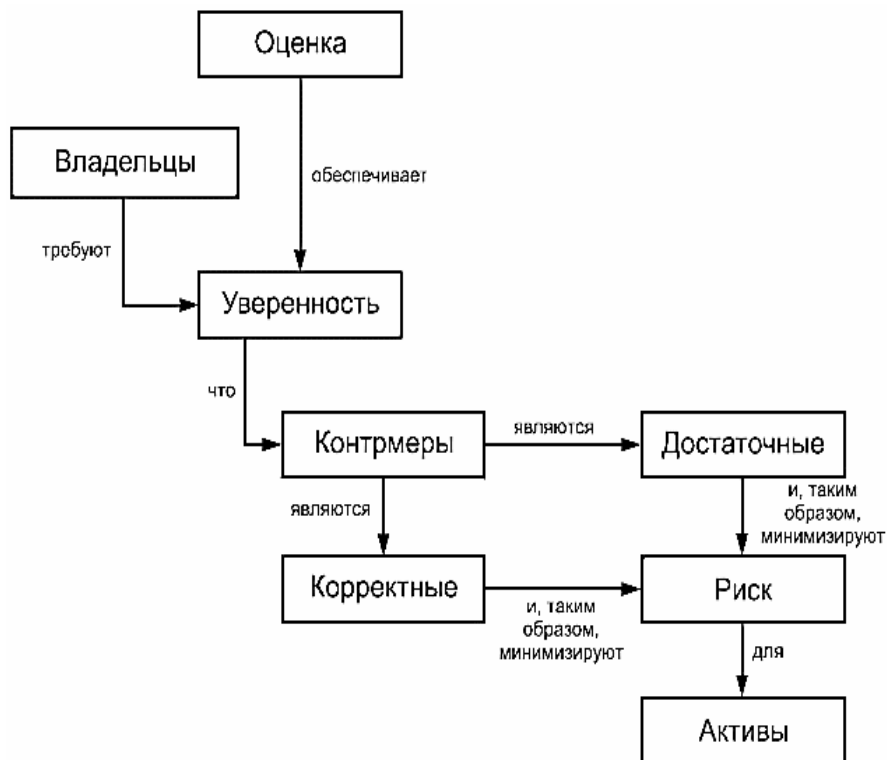 Оценка
Владельцы
обеспечивает
требуют
Уверенность
что
Контрмеры
являются
Достаточные
являются
и, таким
образом,
минимизируют
Корректные
и, таким
образом,
минимизируют
Риск
для
Активы